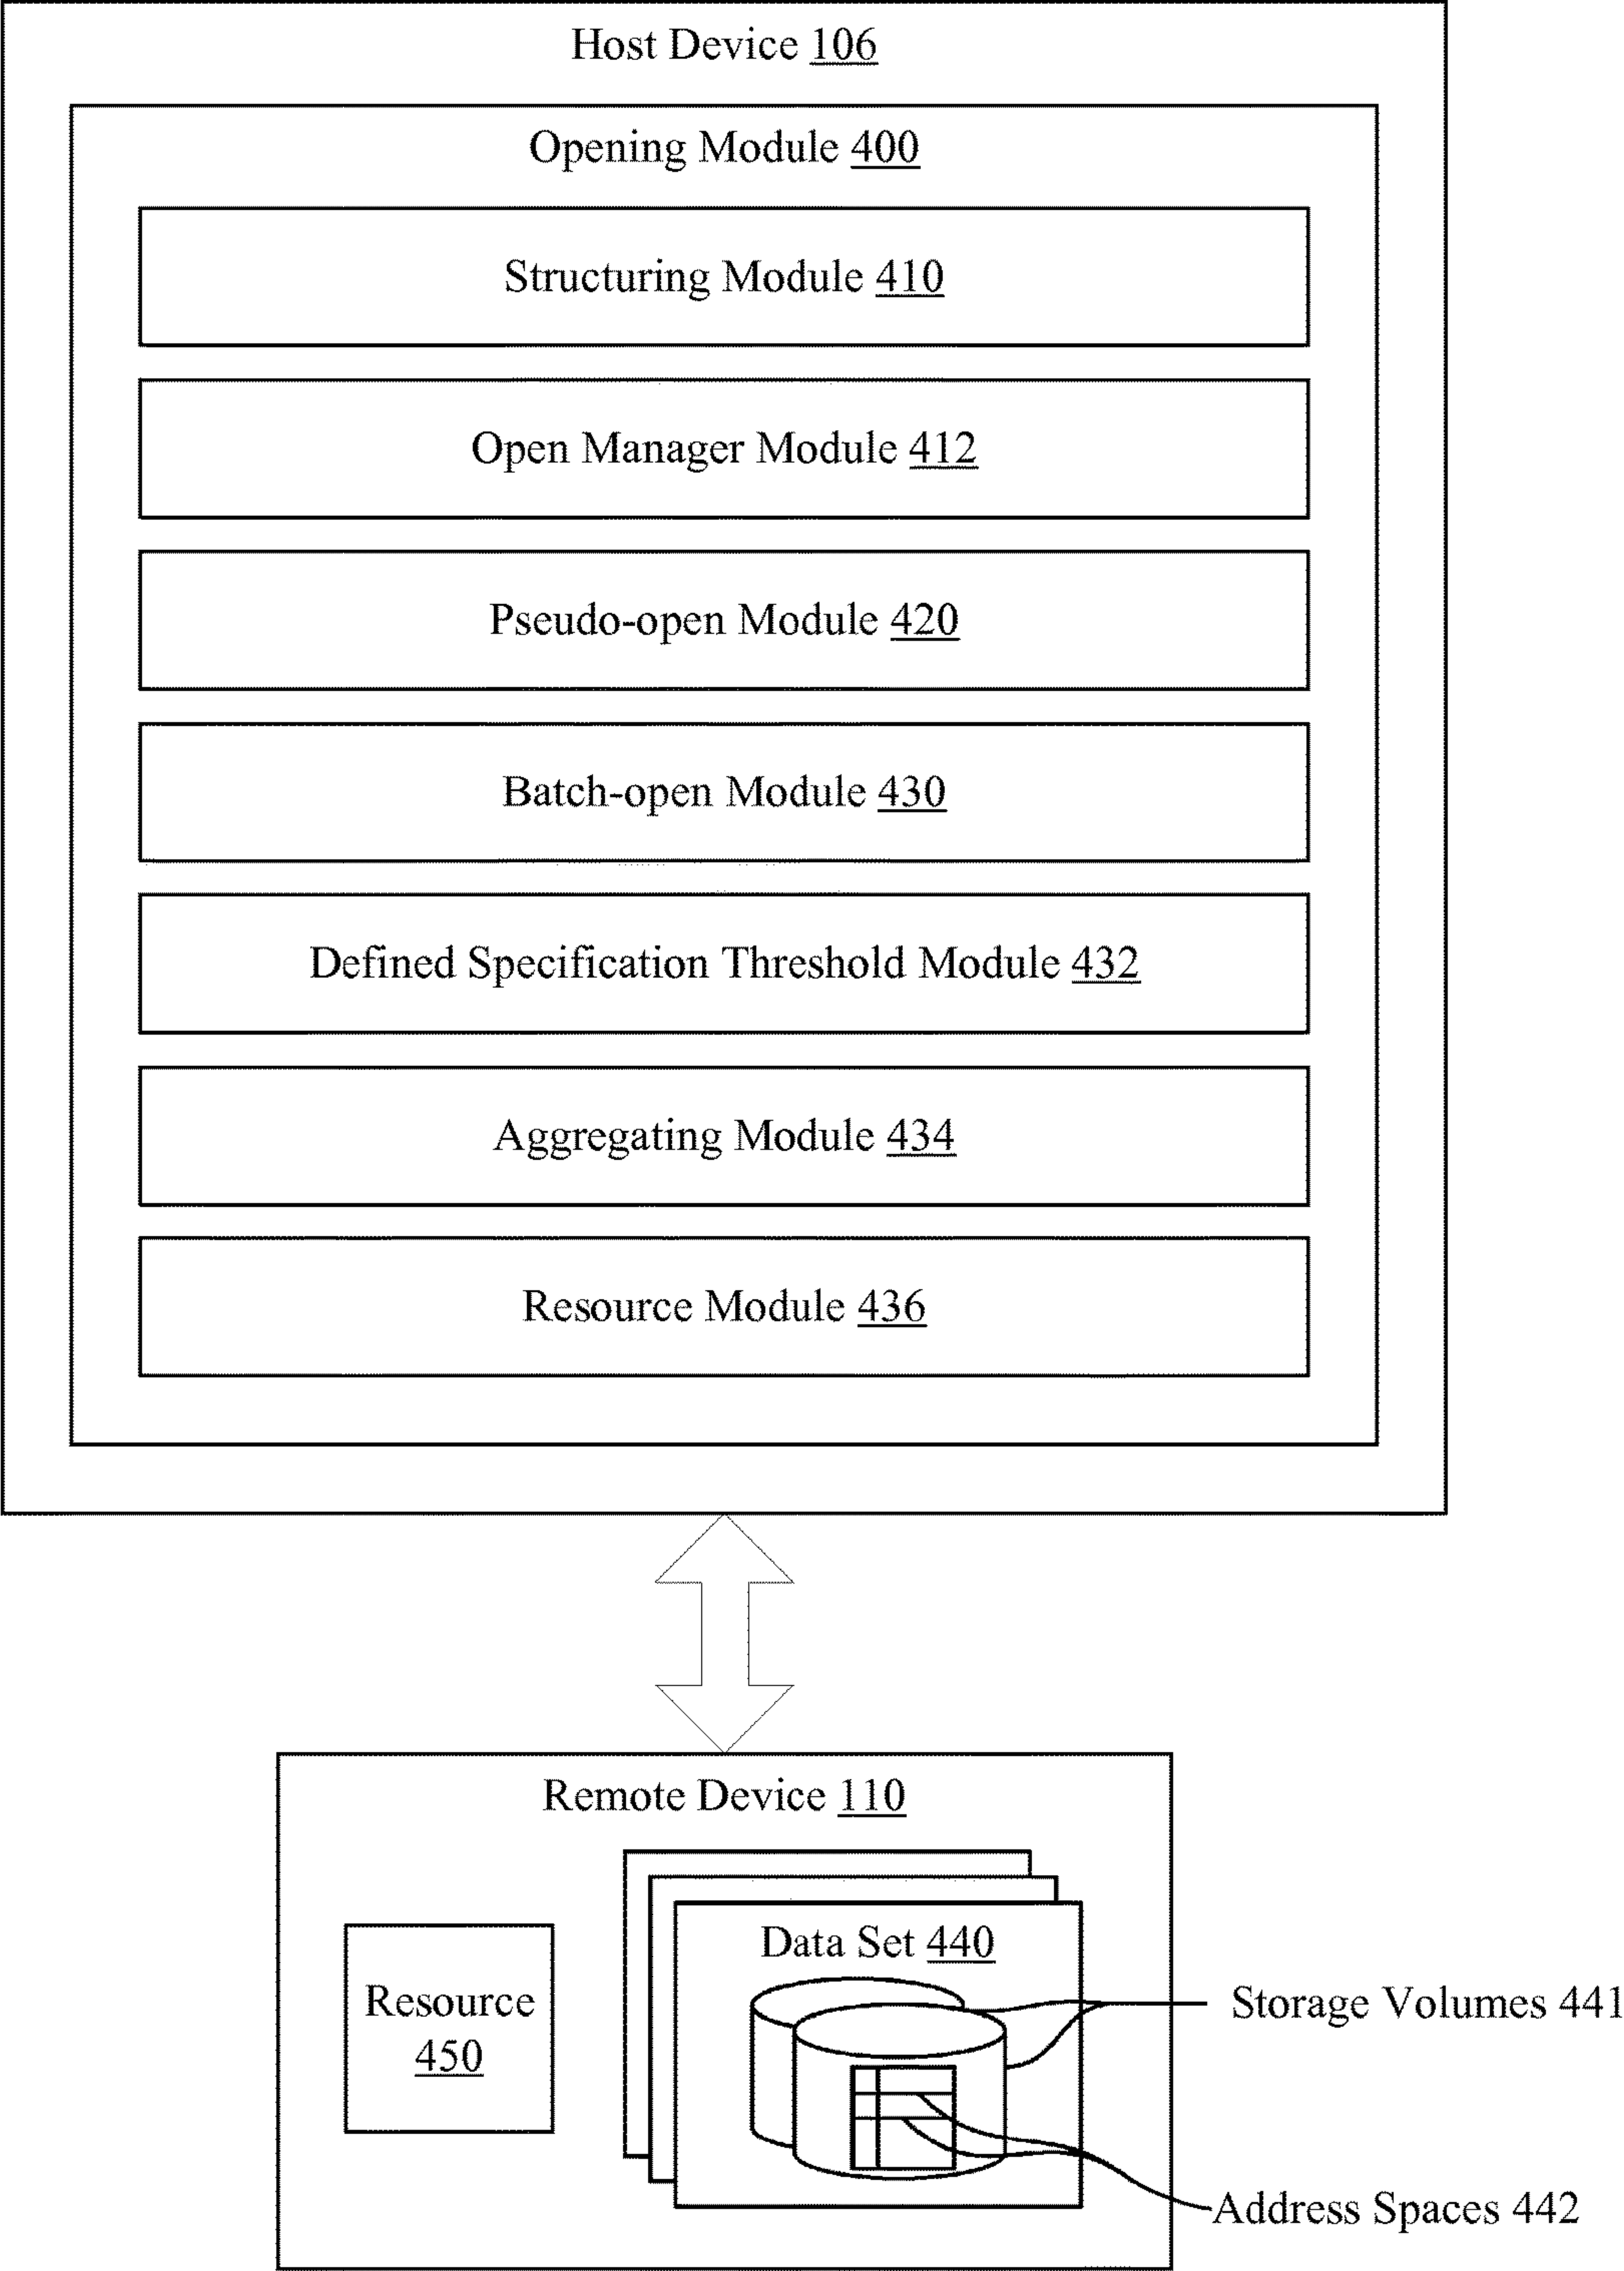 Host Device 106
Opening Module 400
Structuring Module 410
Open Manager Module 412
Pseudo-open Module 420
Batch-open Module 430
Defined Specification Threshold Module 432
Aggregating Module 434
Resource Module 436
Remote Device 110
Data Set 440
Resource
450
Storage Volumes 441
Address Spaces 442